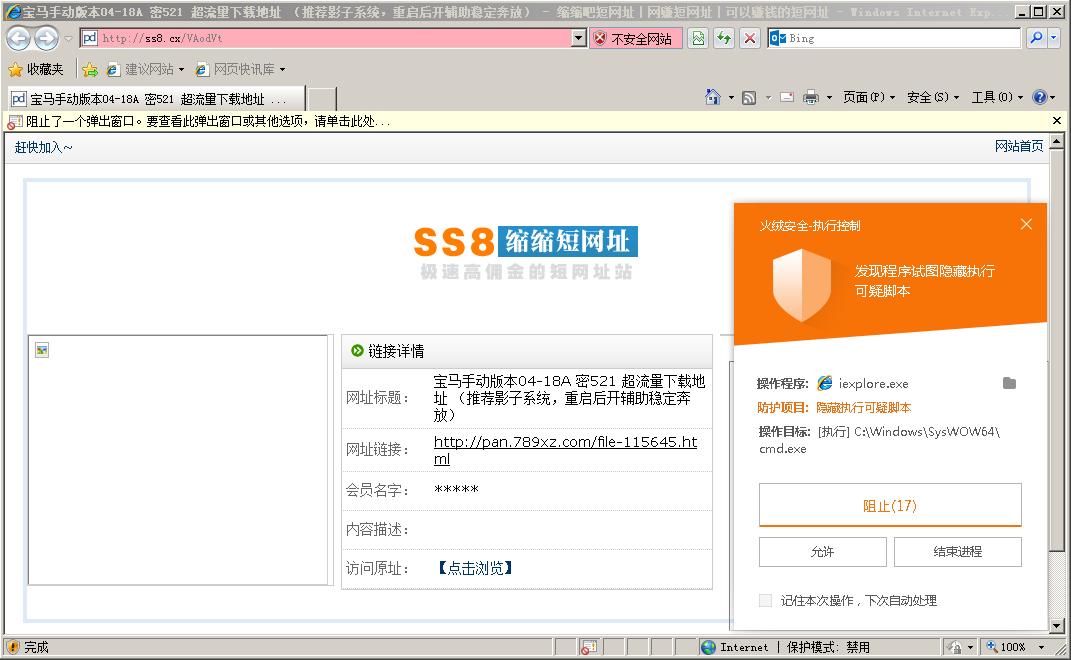 宝马手动版本04-18A 密521 超流量下载地址 （推荐影子系统，重启后开辅助稳定奔放） - 缩缩吧短网址 | 网赚短网址 | 可以赚钱的短网址 - Windows Internet Exp...
http://ss8.cx/VAodVt 不安全网站 Bing
收藏夹 建议网站 网页快讯库
宝马手动版本04-18A 密521 超流量下载地址 ... 页面(P) 安全(S) 工具(O)
阻止了一个弹出窗口。要查看此弹出窗口或其他选项，请单击此处...
赶快加入~ 网站首页
SS8 缩缩短网址
极速高佣金的短网址站
链接详情
网址标题： 宝马手动版本04-18A 密521 超流量下载地
址 （推荐影子系统，重启后开辅助稳定奔
放）
网址链接： http://pan.789xz.com/file-115645.ht
ml
会员名字： *****
内容描述：
访问原址： 【点击浏览】
火绒安全-执行控制
发现程序试图隐藏执行
可疑脚本
操作程序: iexplore.exe
防护项目: 隐藏执行可疑脚本
操作目标: [执行] C:\Windows\SysWOW64\
cmd.exe
阻止(17)
允许 结束进程
记住本次操作，下次自动处理
完成 Internet | 保护模式: 禁用 100%